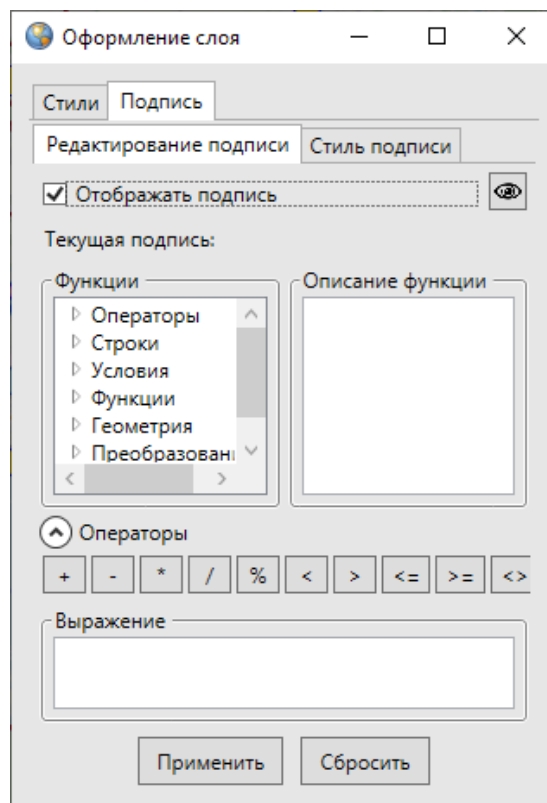 Оформление слоя
Стили Подпись
Редактирование подписи Стиль подписи
Отображать подпись
Текущая подпись:
Функции Описание функции
Операторы
Строки
Условия
Функции
Геометрия
Преобразовани
Операторы
+ - * / % < > <= >= <>
Выражение
Применить Сбросить